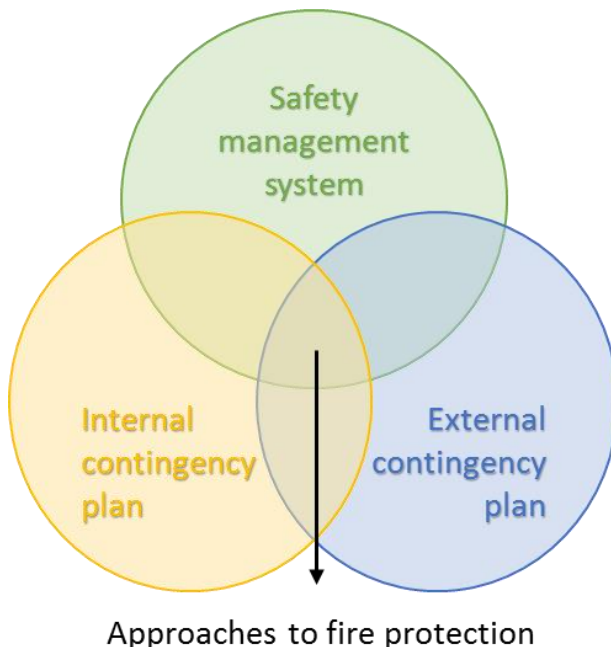 Safety
management
system
Internal
contingency
plan
External
contingency
plan
Approaches to fire protection